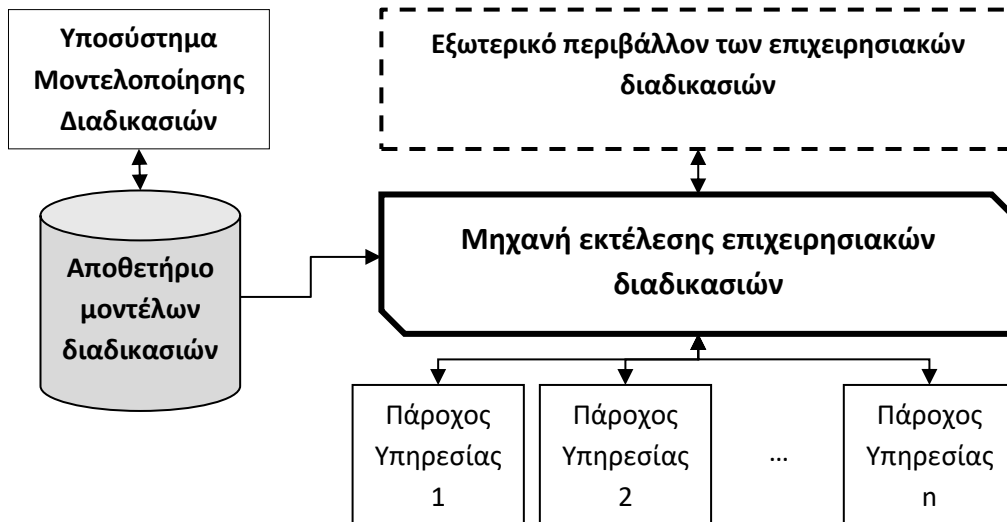 Υποσύστημα
Μοντελοποίησης
Διαδικασιών
Εξωτερικό περιβάλλον των επιχειρησιακών
διαδικασιών
Αποθετήριο
μοντέλων
διαδικασιών
Μηχανή εκτέλεσης επιχειρησιακών
διαδικασιών
Πάροχος
Υπηρεσίας
1
Πάροχος
Υπηρεσίας
2
...
Πάροχος
Υπηρεσίας
n